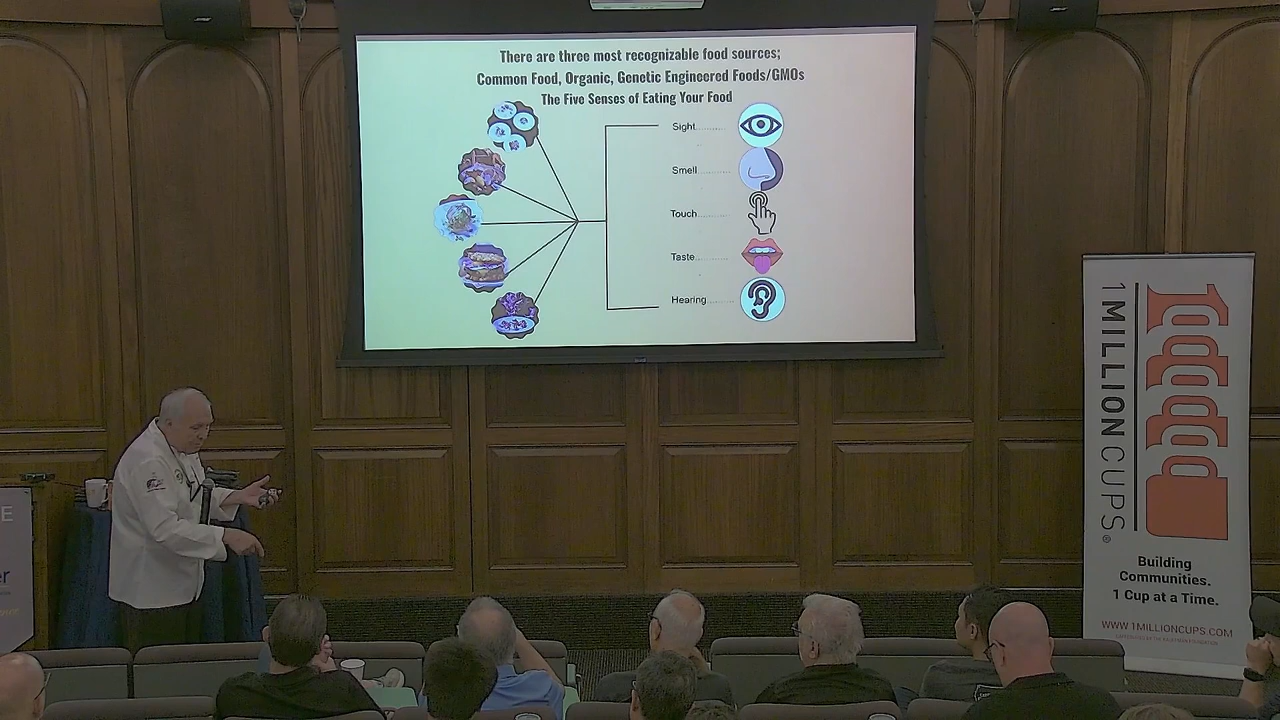 There are three most recognizable food sources;
Common Food, Organic, Genetic Engineered Foods/GMOs
The Five Senses of Eating Your Food
Sight
Smell
Touch
Taste
Hearing
1 MILLION CUPS®
Building
Communities.
1 Cup at a Time.
WWW.1MILLIONCUPS.COM
E
er